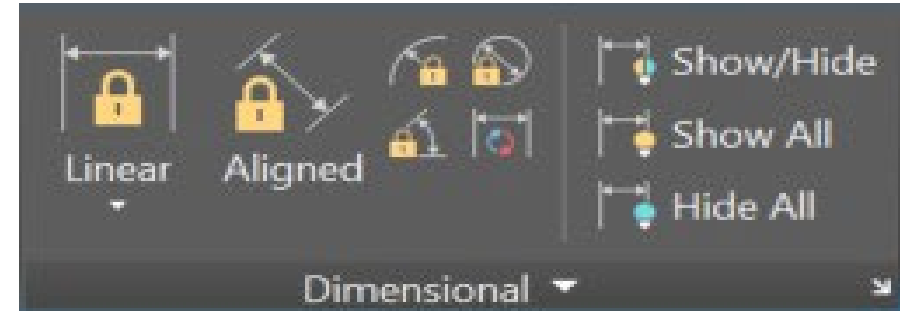 Linear
Aligned
Show/Hide
Show All
Hide All
Dimensional